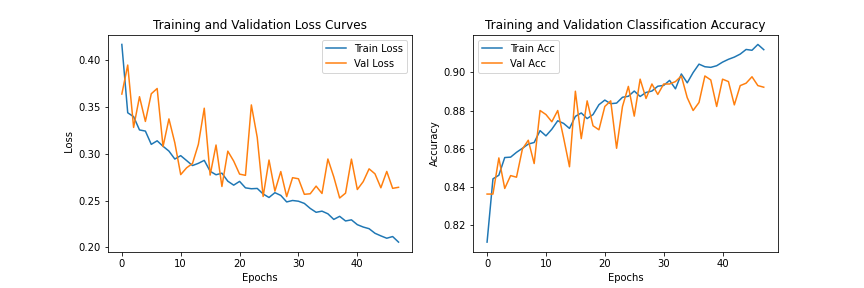 Training and Validation Loss Curves
Train Loss
Val Loss
0.40
0.35
0.30
0.25
0.20
Loss
0
10
20
30
40
Epochs
Training and Validation Classification Accuracy
Train Acc
Val Acc
0.90
0.88
0.86
0.84
0.82
Accuracy
0
10
20
30
40
Epochs